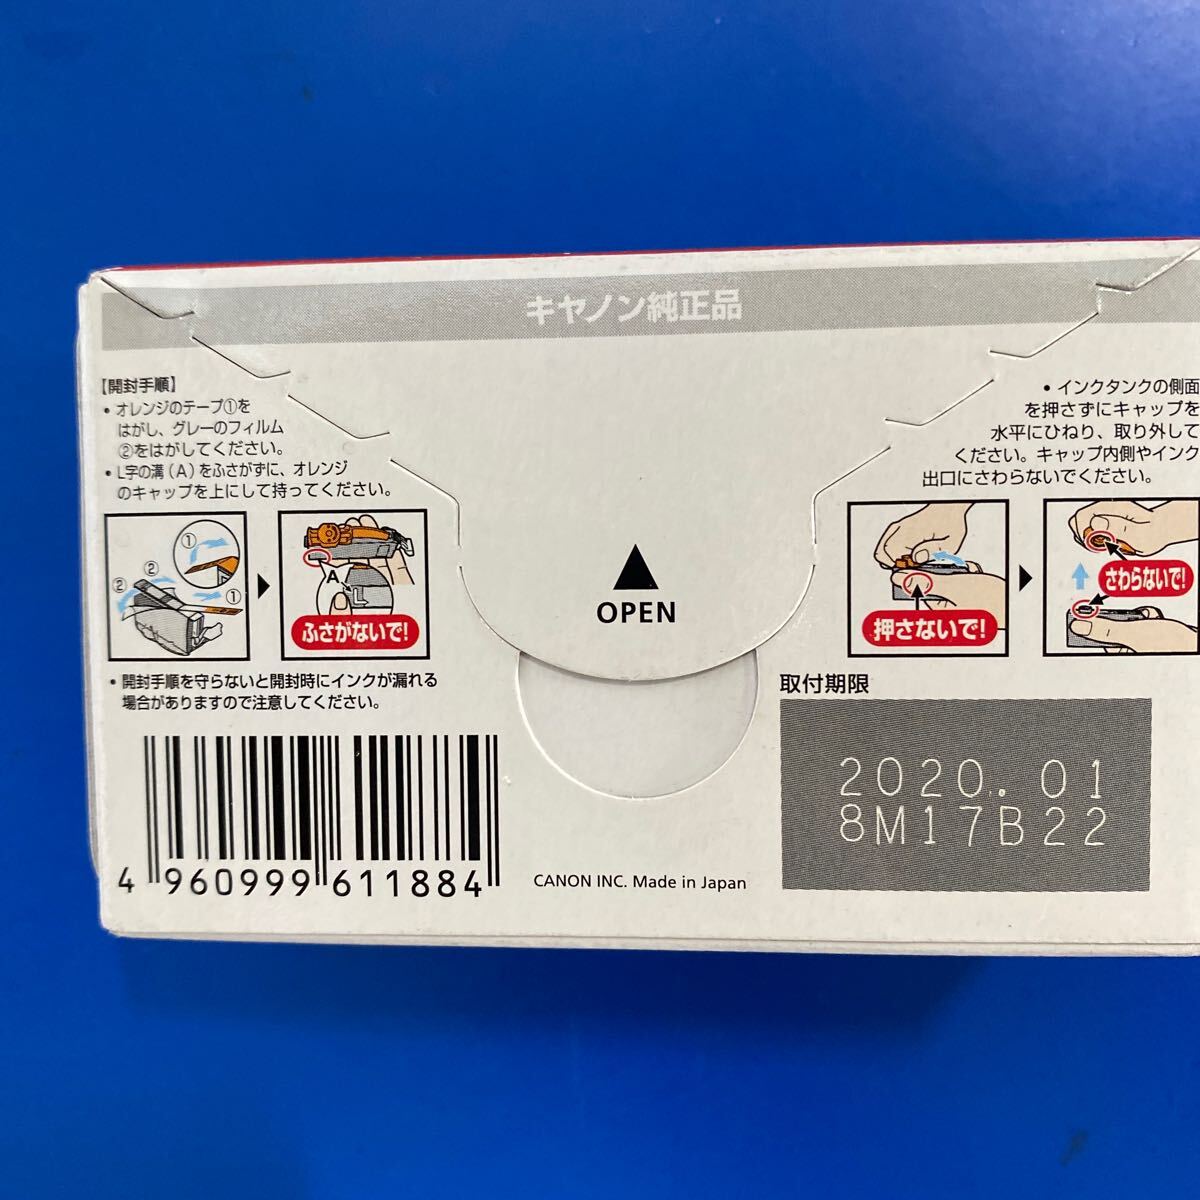 キヤノン純正品
【開封手順】
• オレンジのテープ①を
はがし、グレーのフィルム
②をはがしてください。
• L字の溝(A)をふさがずに、オレンジ
のキャップを上にして持ってください。
①
②
②
①
A
ふさがないで!
• 開封手順を守らないと開封時にインクが漏れる
場合がありますので注意してください。
4 960999 611884
▲
OPEN
CANON INC. Made in Japan
• インクタンクの側面
を押さずにキャップを
水平にひねり、取り外して
ください。キャップ内側やインク
出口にさわらないでください。
押さないで!
さわらないで!
取付期限
2020.01
8M17B22